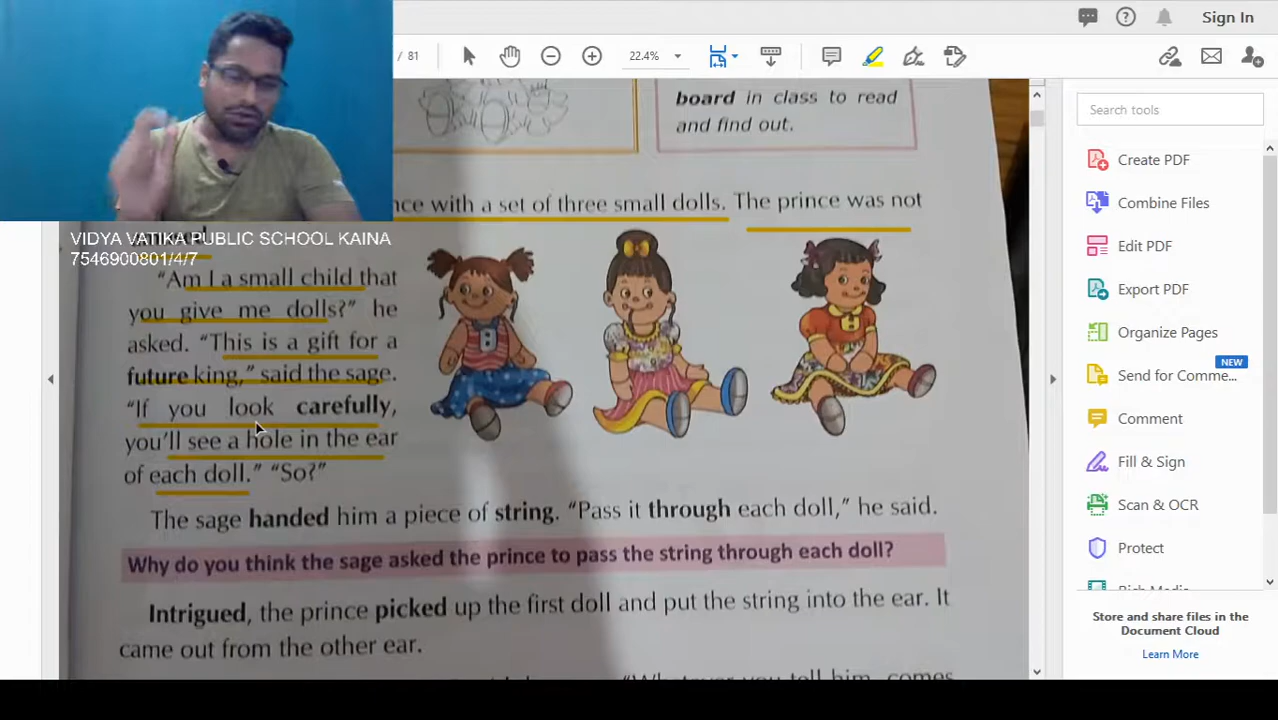 Sign In
/ 81
22.4%
board in class to read
and find out.
Search tools
Create PDF
Combine Files
Edit PDF
Export PDF
Organize Pages
NEW
Send for Comme...
Comment
Fill & Sign
Scan & OCR
Protect
Store and share files in the
Document Cloud
Learn More
VIDYA VATIKA PUBLIC SCHOOL KAINA
7546900801/4/7
with a set of three small dolls. The prince was not
“Am I a small child that
you give me dolls?” he
asked. “This is a gift for a
future king,” said the sage.
“If you look carefully,
you’ll see a hole in the ear
of each doll.” “So?”
The sage handed him a piece of string. “Pass it through each doll,” he said.
Why do you think the sage asked the prince to pass the string through each doll?
Intrigued, the prince picked up the first doll and put the string into the ear. It
came out from the other ear.
“Whatever you tell him, comes